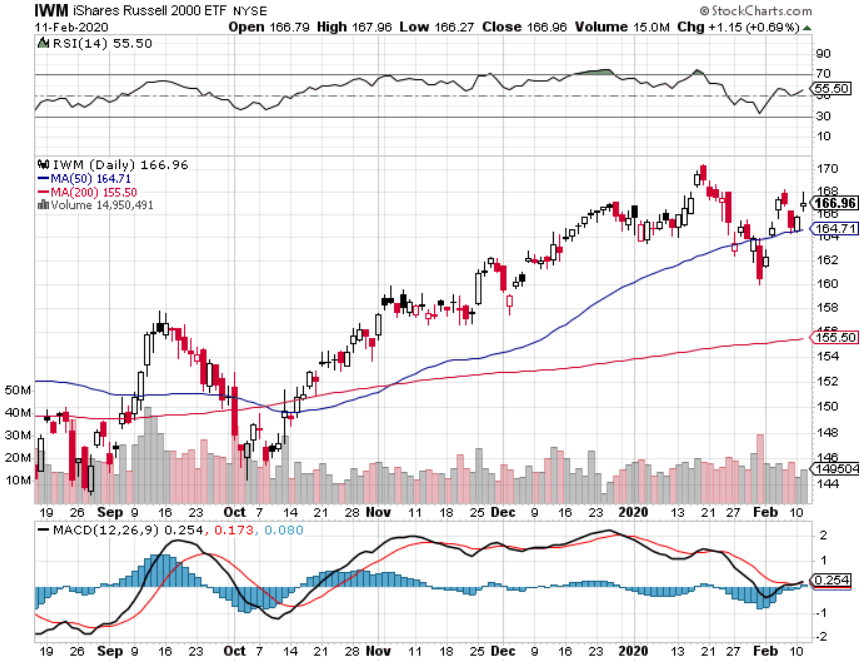 IWM iShares Russell 2000 ETF NYSE © StockCharts.com
11-Feb-2020 Open 166.79 High 167.96 Low 166.27 Close 166.96 Volume 15.0M Chg +1.15 (+0.69%)
RSI(14) 55.50
90
70
55.50
50
30
10
IWM (Daily) 166.96
MA(50) 164.71
MA(200) 155.50
Volume 14,950,491
170
168
166.96
166
164.71
164
162
160
158
156
155.50
154
152
150
148
146
149504
144
50M
40M
30M
20M
10M
19 26 Sep 9 16 23 Oct 7 14 21 28 Nov 11 18 25 Dec 9 16 23 2020 13 21 27 Feb 10
MACD(12,26,9) 0.254, 0.173, 0.080
2
1
0.254
-1
-2
19 26 Sep 9 16 23 Oct 7 14 21 28 Nov 11 18 25 Dec 9 16 23 2020 13 21 27 Feb 10